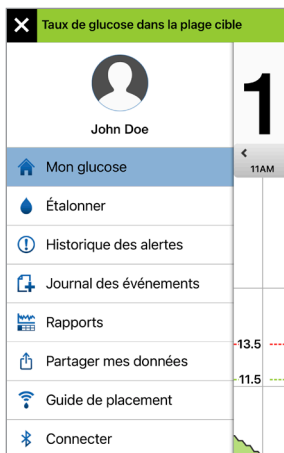 Taux de glucose dans la plage cible
John Doe
1
11AM
Mon glucose
Étalonner
Historique des alertes
Journal des événements
Rapports
13.5
Partager mes données
11.5
Guide de placement
Connecter